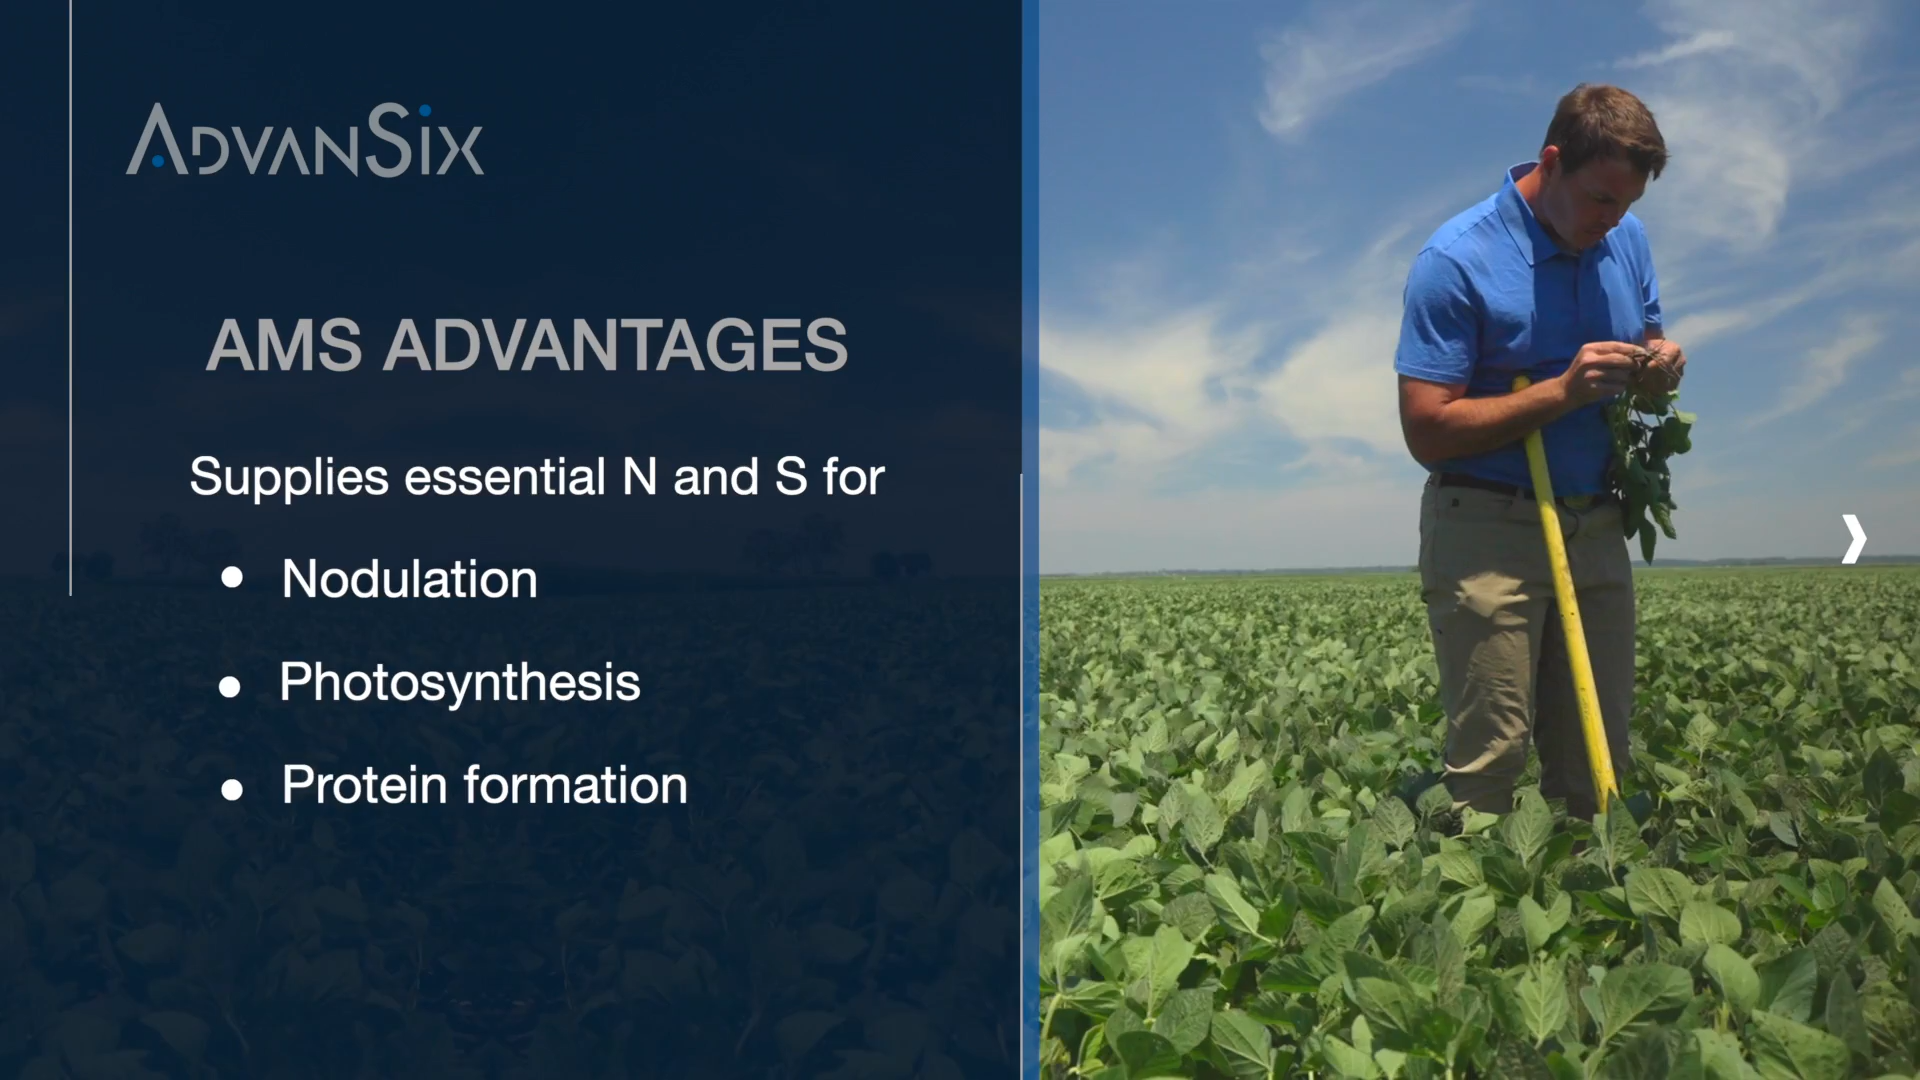 ADVANSIX
AMS ADVANTAGES
Supplies essential N and S for
• Nodulation
• Photosynthesis
• Protein formation